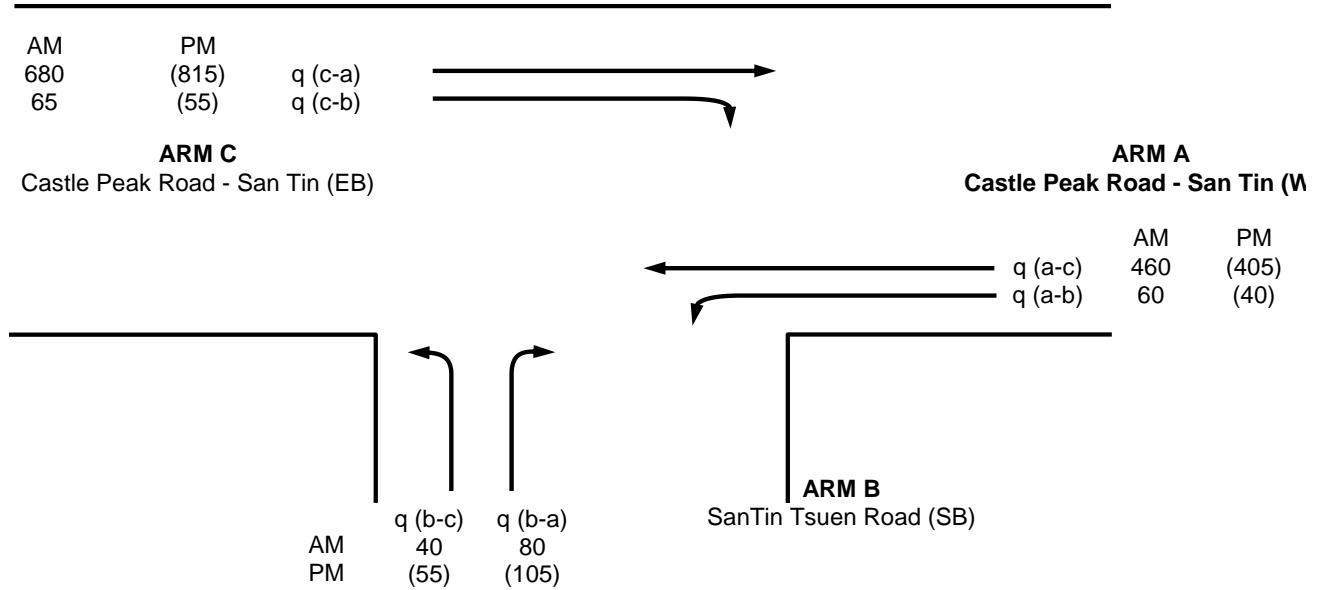 AM PM
680 (815) q (c-a)
65 (55) q (c-b)
ARM C
Castle Peak Road - San Tin (EB)
ARM A
Castle Peak Road - San Tin (W
AM PM
q (a-c) 460 (405)
q (a-b) 60 (40)
ARM B
SanTin Tsuen Road (SB)
q (b-c) q (b-a)
AM 40 80
PM (55) (105)